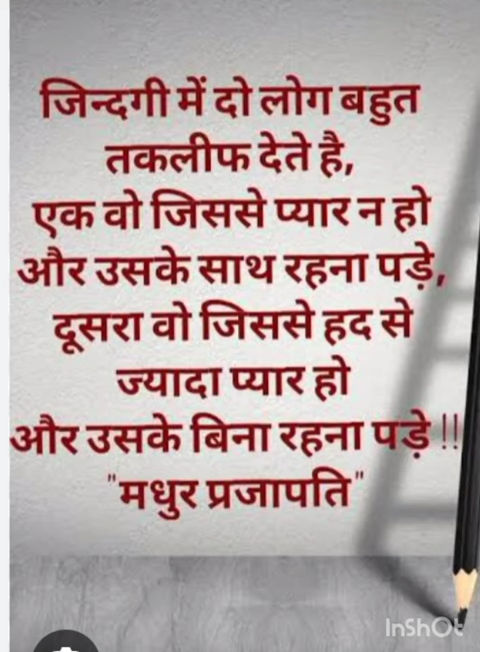 जिन्दगी में दो लोग बहुत
तकलीफ देते है,
एक वो जिससे प्यार न हो
और उसके साथ रहना पड़े,
दूसरा वो जिससे हद से
ज्यादा प्यार हो
और उसके बिना रहना पड़े !!
"मधुर प्रजापति"
InShOt